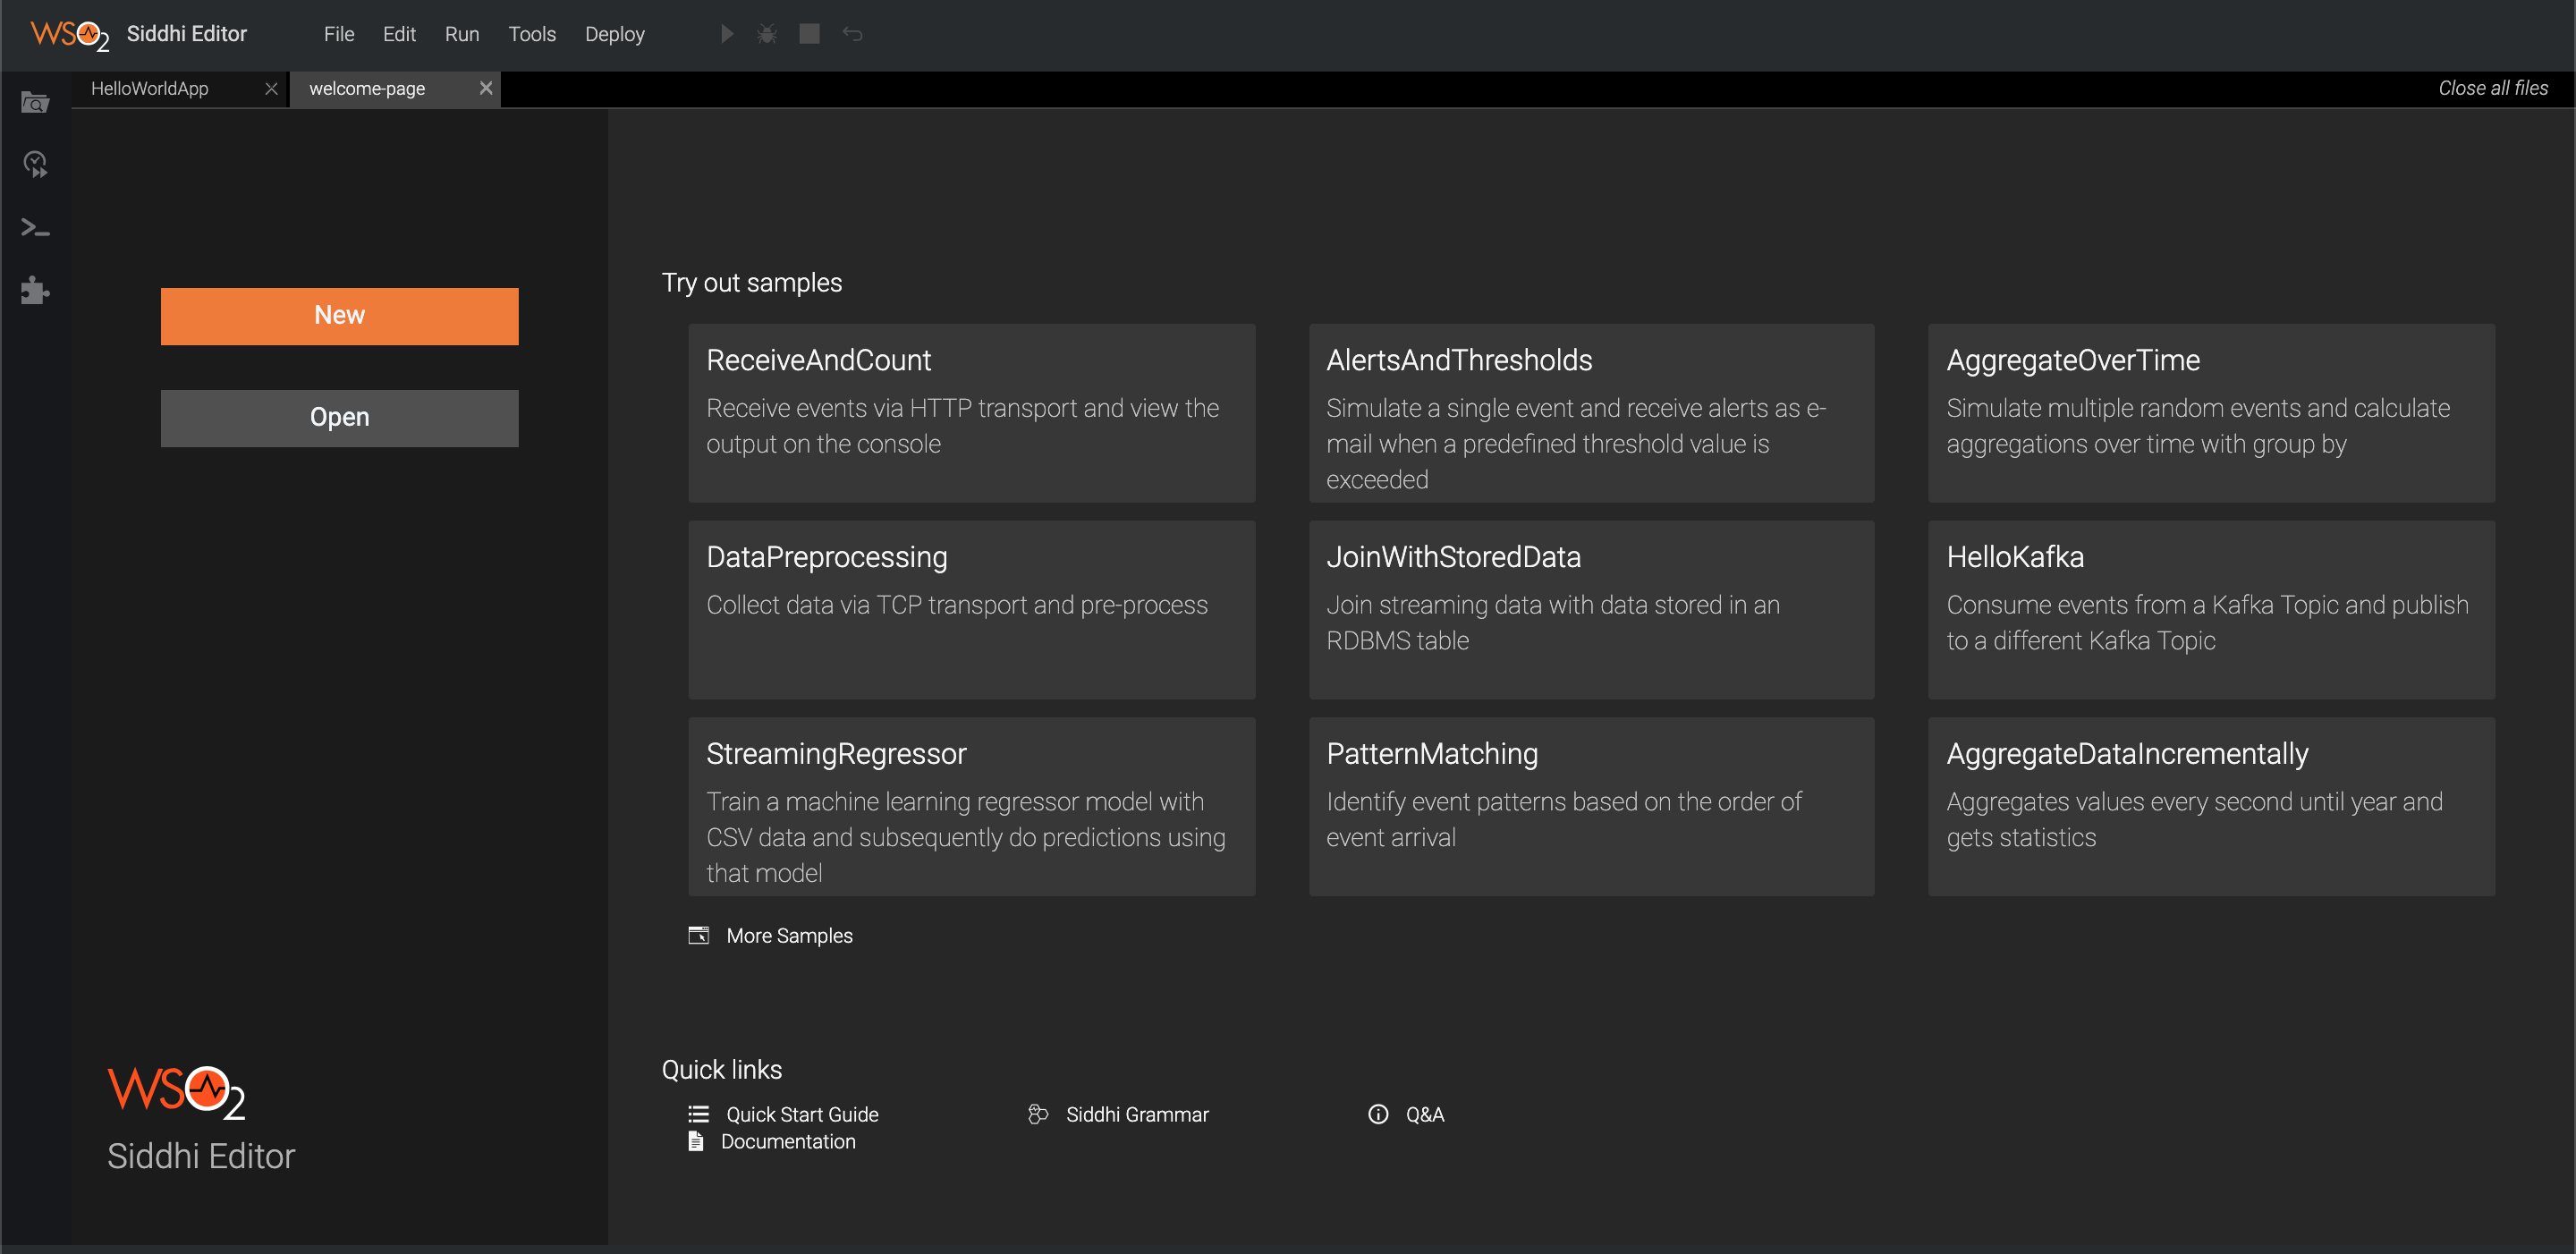 WSO2 Siddhi Editor File Edit Run Tools Deploy
HelloWorldApp welcome-page Close all files
New
Open
Try out samples
ReceiveAndCount
Receive events via HTTP transport and view the
output on the console
AlertsAndThresholds
Simulate a single event and receive alerts as e-
mail when a predefined threshold value is
exceeded
AggregateOverTime
Simulate multiple random events and calculate
aggregations over time with group by
DataPreprocessing
Collect data via TCP transport and pre-process
JoinWithStoredData
Join streaming data with data stored in an
RDBMS table
HelloKafka
Consume events from a Kafka Topic and publish
to a different Kafka Topic
StreamingRegressor
Train a machine learning regressor model with
CSV data and subsequently do predictions using
that model
PatternMatching
Identify event patterns based on the order of
event arrival
AggregateDataIncrementally
Aggregates values every second until year and
gets statistics
More Samples
Quick links
Quick Start Guide Siddhi Grammar Q&A
Documentation
WSO2
Siddhi Editor